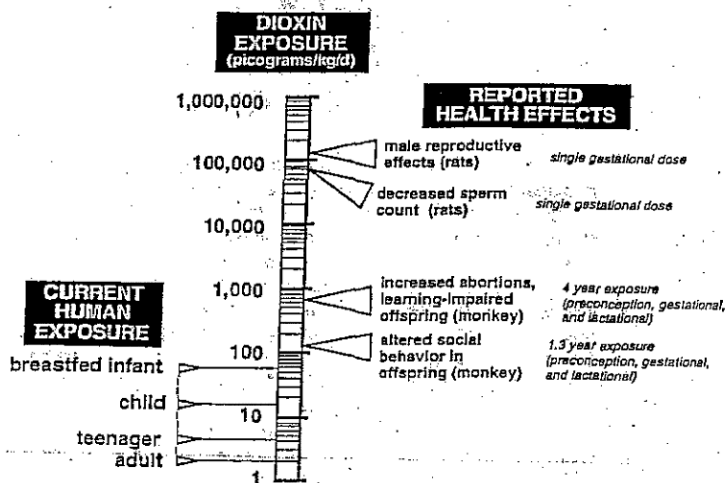 DIOXIN
EXPOSURE
(picograms/kg/d)
REPORTED
HEALTH EFFECTS
1,000,000
100,000
10,000
1,000
100
10
1
male reproductive
effects (rats)
single gestational dose
decreased sperm
count (rats)
single gestational dose
increased abortions,
learning-impaired
offspring (monkey)
4 year exposure
(preconception, gestational,
and lactational)
altered social
behavior in
offspring (monkey)
1.3 year exposure
(preconception, gestational,
and lactational)
CURRENT
HUMAN
EXPOSURE
breastfed infant
child
teenager
adult